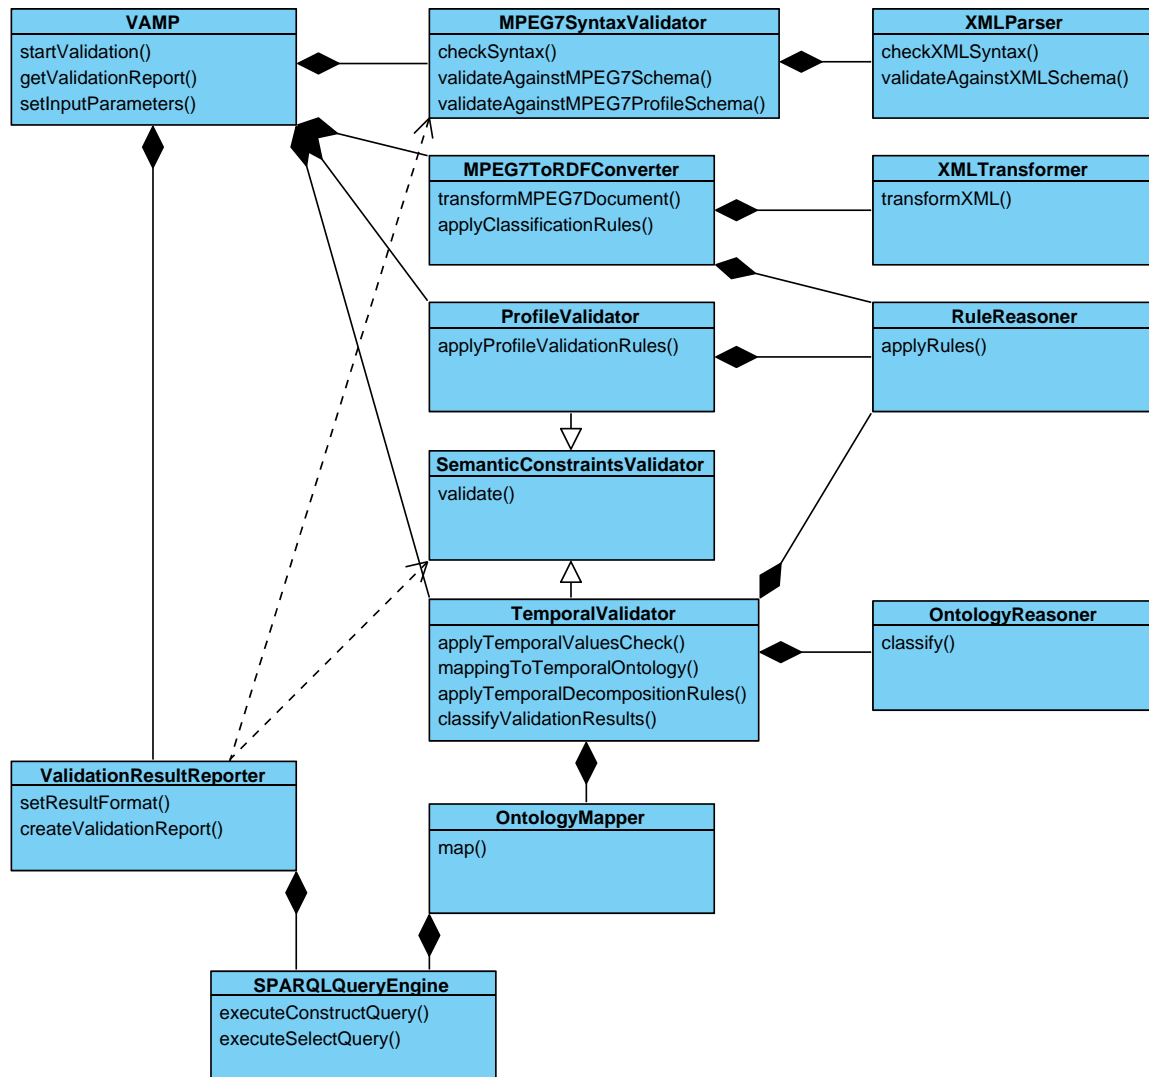 VAMP
startValidation()
getValidationReport()
setInputParameters()
MPEG7SyntaxValidator
checkSyntax()
validateAgainstMPEG7Schema()
validateAgainstMPEG7ProfileSchema()
XMLParser
checkXMLSyntax()
validateAgainstXMLSchema()
MPEG7ToRDFConverter
transformMPEG7Document()
applyClassificationRules()
XMLTransformer
transformXML()
ProfileValidator
applyProfileValidationRules()
RuleReasoner
applyRules()
SemanticConstraintsValidator
validate()
TemporalValidator
applyTemporalValuesCheck()
mappingToTemporalOntology()
applyTemporalDecompositionRules()
classifyValidationResults()
OntologyReasoner
classify()
ValidationResultReporter
setResultFormat()
createValidationReport()
OntologyMapper
map()
SPARQLQueryEngine
executeConstructQuery()
executeSelectQuery()